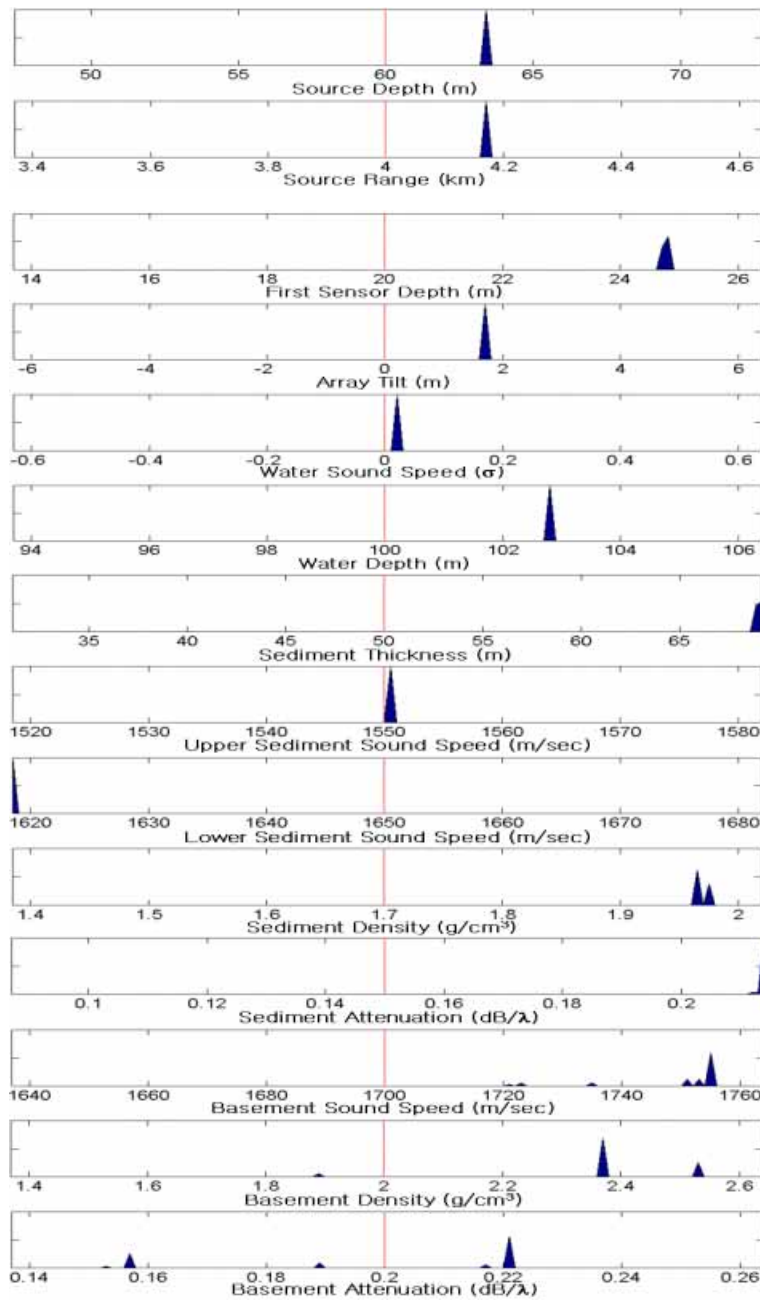 50 55 60 65 70
Source Depth (m)
3.4 3.6 3.8 4 4.2 4.4 4.6
Source Range (km)
14 16 18 20 22 24 26
First Sensor Depth (m)
-6 -4 -2 0 2 4 6
Array Tilt (m)
-0.6 -0.4 -0.2 0 0.2 0.4 0.6
Water Sound Speed (σ)
94 96 98 100 102 104 106
Water Depth (m)
35 40 45 50 55 60 65
Sediment Thickness (m)
1520 1530 1540 1550 1560 1570 1580
Upper Sediment Sound Speed (m/sec)
1620 1630 1640 1650 1660 1670 1680
Lower Sediment Sound Speed (m/sec)
1.4 1.5 1.6 1.7 1.8 1.9 2
Sediment Density (g/cm³)
0.1 0.12 0.14 0.16 0.18 0.2
Sediment Attenuation (dB/λ)
1640 1660 1680 1700 1720 1740 1760
Basement Sound Speed (m/sec)
1.4 1.6 1.8 2 2.2 2.4 2.6
Basement Density (g/cm³)
0.14 0.16 0.18 0.2 0.22 0.24 0.26
Basement Attenuation (dB/λ)